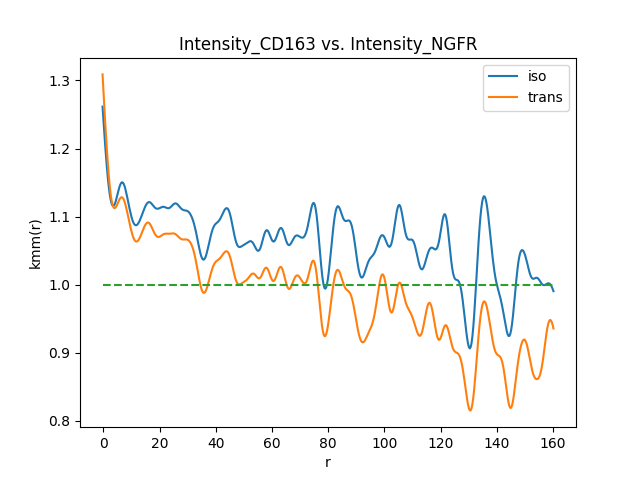 Intensity_CD163 vs. Intensity_NGFR
iso
trans
kmm(r)
1.3
1.2
1.1
1.0
0.9
0.8
0 20 40 60 80 100 120 140 160
r